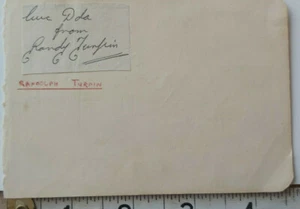 from
Randy Turpin
RANDOLPH TURPIN
1 2 3 4